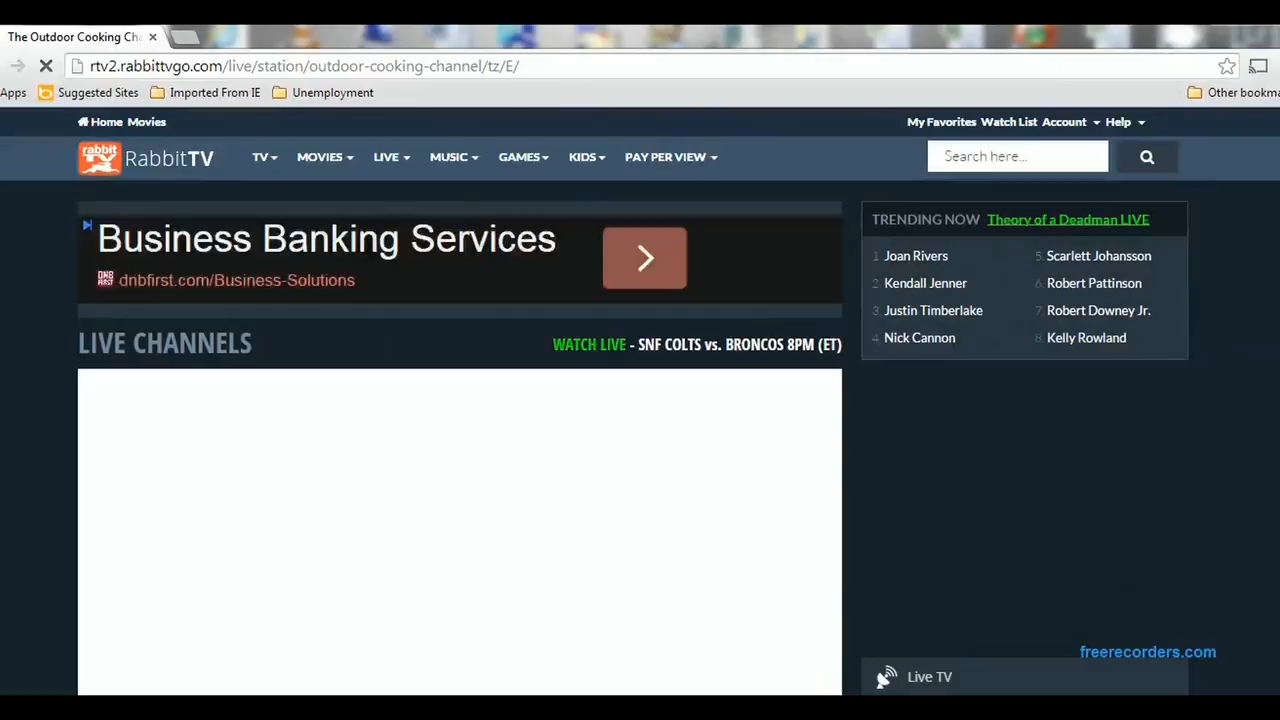 The Outdoor Cooking Cha
rtv2.rabbittvgo.com/live/station/outdoor-cooking-channel/tz/E/
Apps Suggested Sites Imported From IE Unemployment Other bookma
Home Movies My Favorites Watch List Account Help
rabbit TV RabbitTV TV MOVIES LIVE MUSIC GAMES KIDS PAY PER VIEW Search here...
Business Banking Services
DNB FIRST dnbfirst.com/Business-Solutions
TRENDING NOW Theory of a Deadman LIVE
1 Joan Rivers 5. Scarlett Johansson
2 Kendall Jenner 6. Robert Pattinson
3 Justin Timberlake 7. Robert Downey Jr.
4 Nick Cannon 8. Kelly Rowland
LIVE CHANNELS WATCH LIVE - SNF COLTS vs. BRONCOS 8PM (ET)
freerecorders.com
Live TV